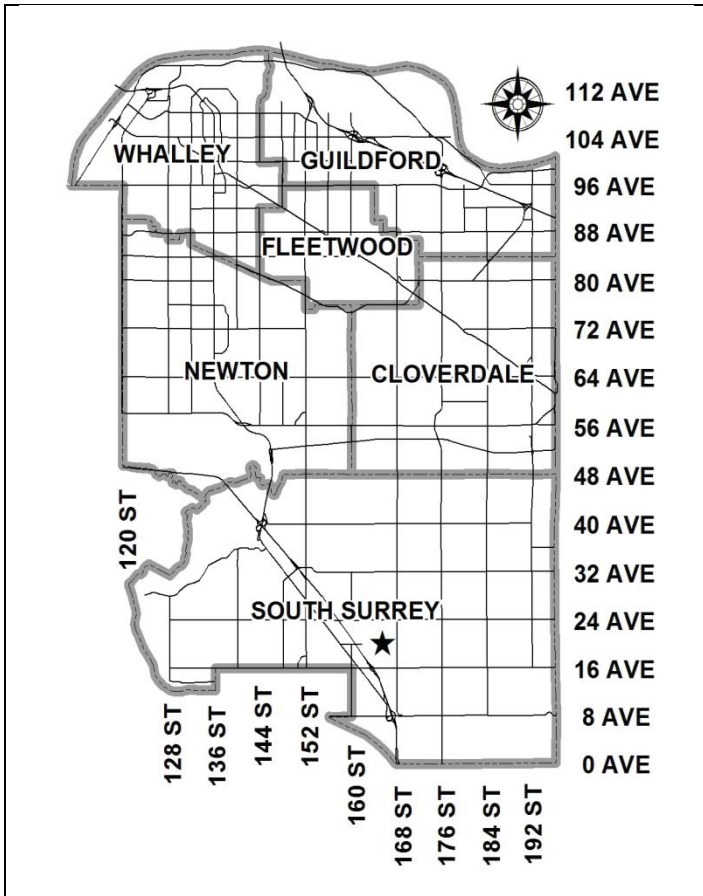 112 AVE
104 AVE
WHALLEY
GUILDFORD
96 AVE
88 AVE
FLEETWOOD
80 AVE
72 AVE
NEWTON
CLOVERDALE
64 AVE
56 AVE
48 AVE
120 ST
40 AVE
32 AVE
SOUTH SURREY
24 AVE
16 AVE
128 ST
136 ST
144 ST
152 ST
8 AVE
160 ST
0 AVE
168 ST
176 ST
184 ST
192 ST